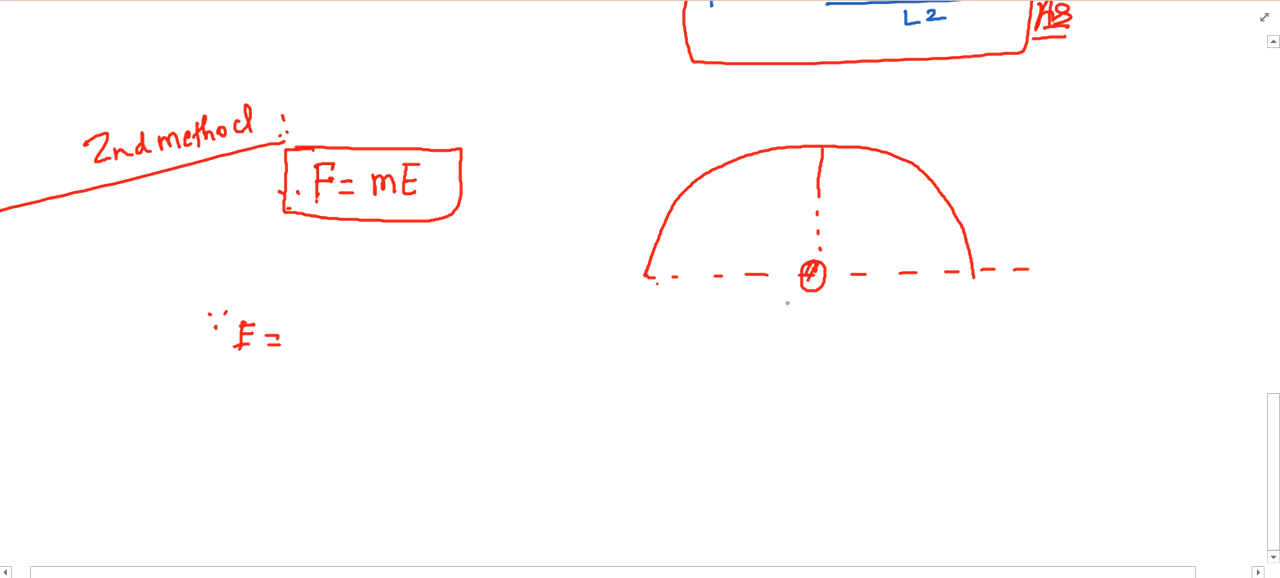 L2
2nd method :
F = mE
∵ E =